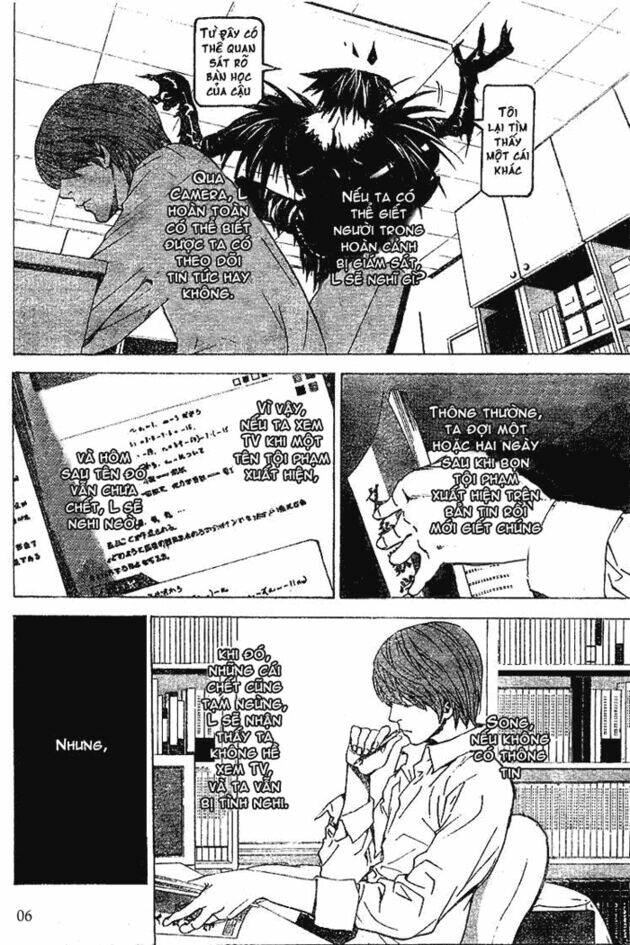 TỪ ĐÂY CÓ
THỂ QUAN
SÁT RÕ
BÀN HỌC
CỦA CẬU
TÔI
LẠI TÌM
THẤY
MỘT CÁI
KHÁC
NẾU TA CÓ
THỂ GIẾT
NGƯỜI TRONG
HOÀN CẢNH
BỊ GIÁM SÁT,
L SẼ NGHĨ GÌ?
QUA
CAMERA, L
HOÀN TOÀN
CÓ THỂ BIẾT
ĐƯỢC TA CÓ
THEO DÕI
TIN TỨC HAY
KHÔNG.
THÔNG THƯỜNG,
TA ĐỢI MỘT
HOẶC HAI NGÀY
SAU KHI BỌN
TỘI PHẠM
XUẤT HIỆN TRÊN
BẢN TIN RỒI
MỚI GIẾT CHÚNG
VÌ VẬY,
NẾU TA XEM
TV KHI MỘT
TÊN TỘI PHẠM
XUẤT HIỆN,
VÀ HÔM
SAU TÊN ĐÓ
VẪN CHƯA
CHẾT, L SẼ
NGHI NGỜ!
SONG,
NẾU KHÔNG
CÓ THÔNG
TIN
KHI ĐÓ,
NHỮNG CÁI
CHẾT CŨNG
TẠM NGỪNG,
L SẼ NHẬN
THẤY TA
KHÔNG HỀ
XEM TV,
VÀ TA VẪN
BỊ TÌNH NGHI.
NHƯNG,
06